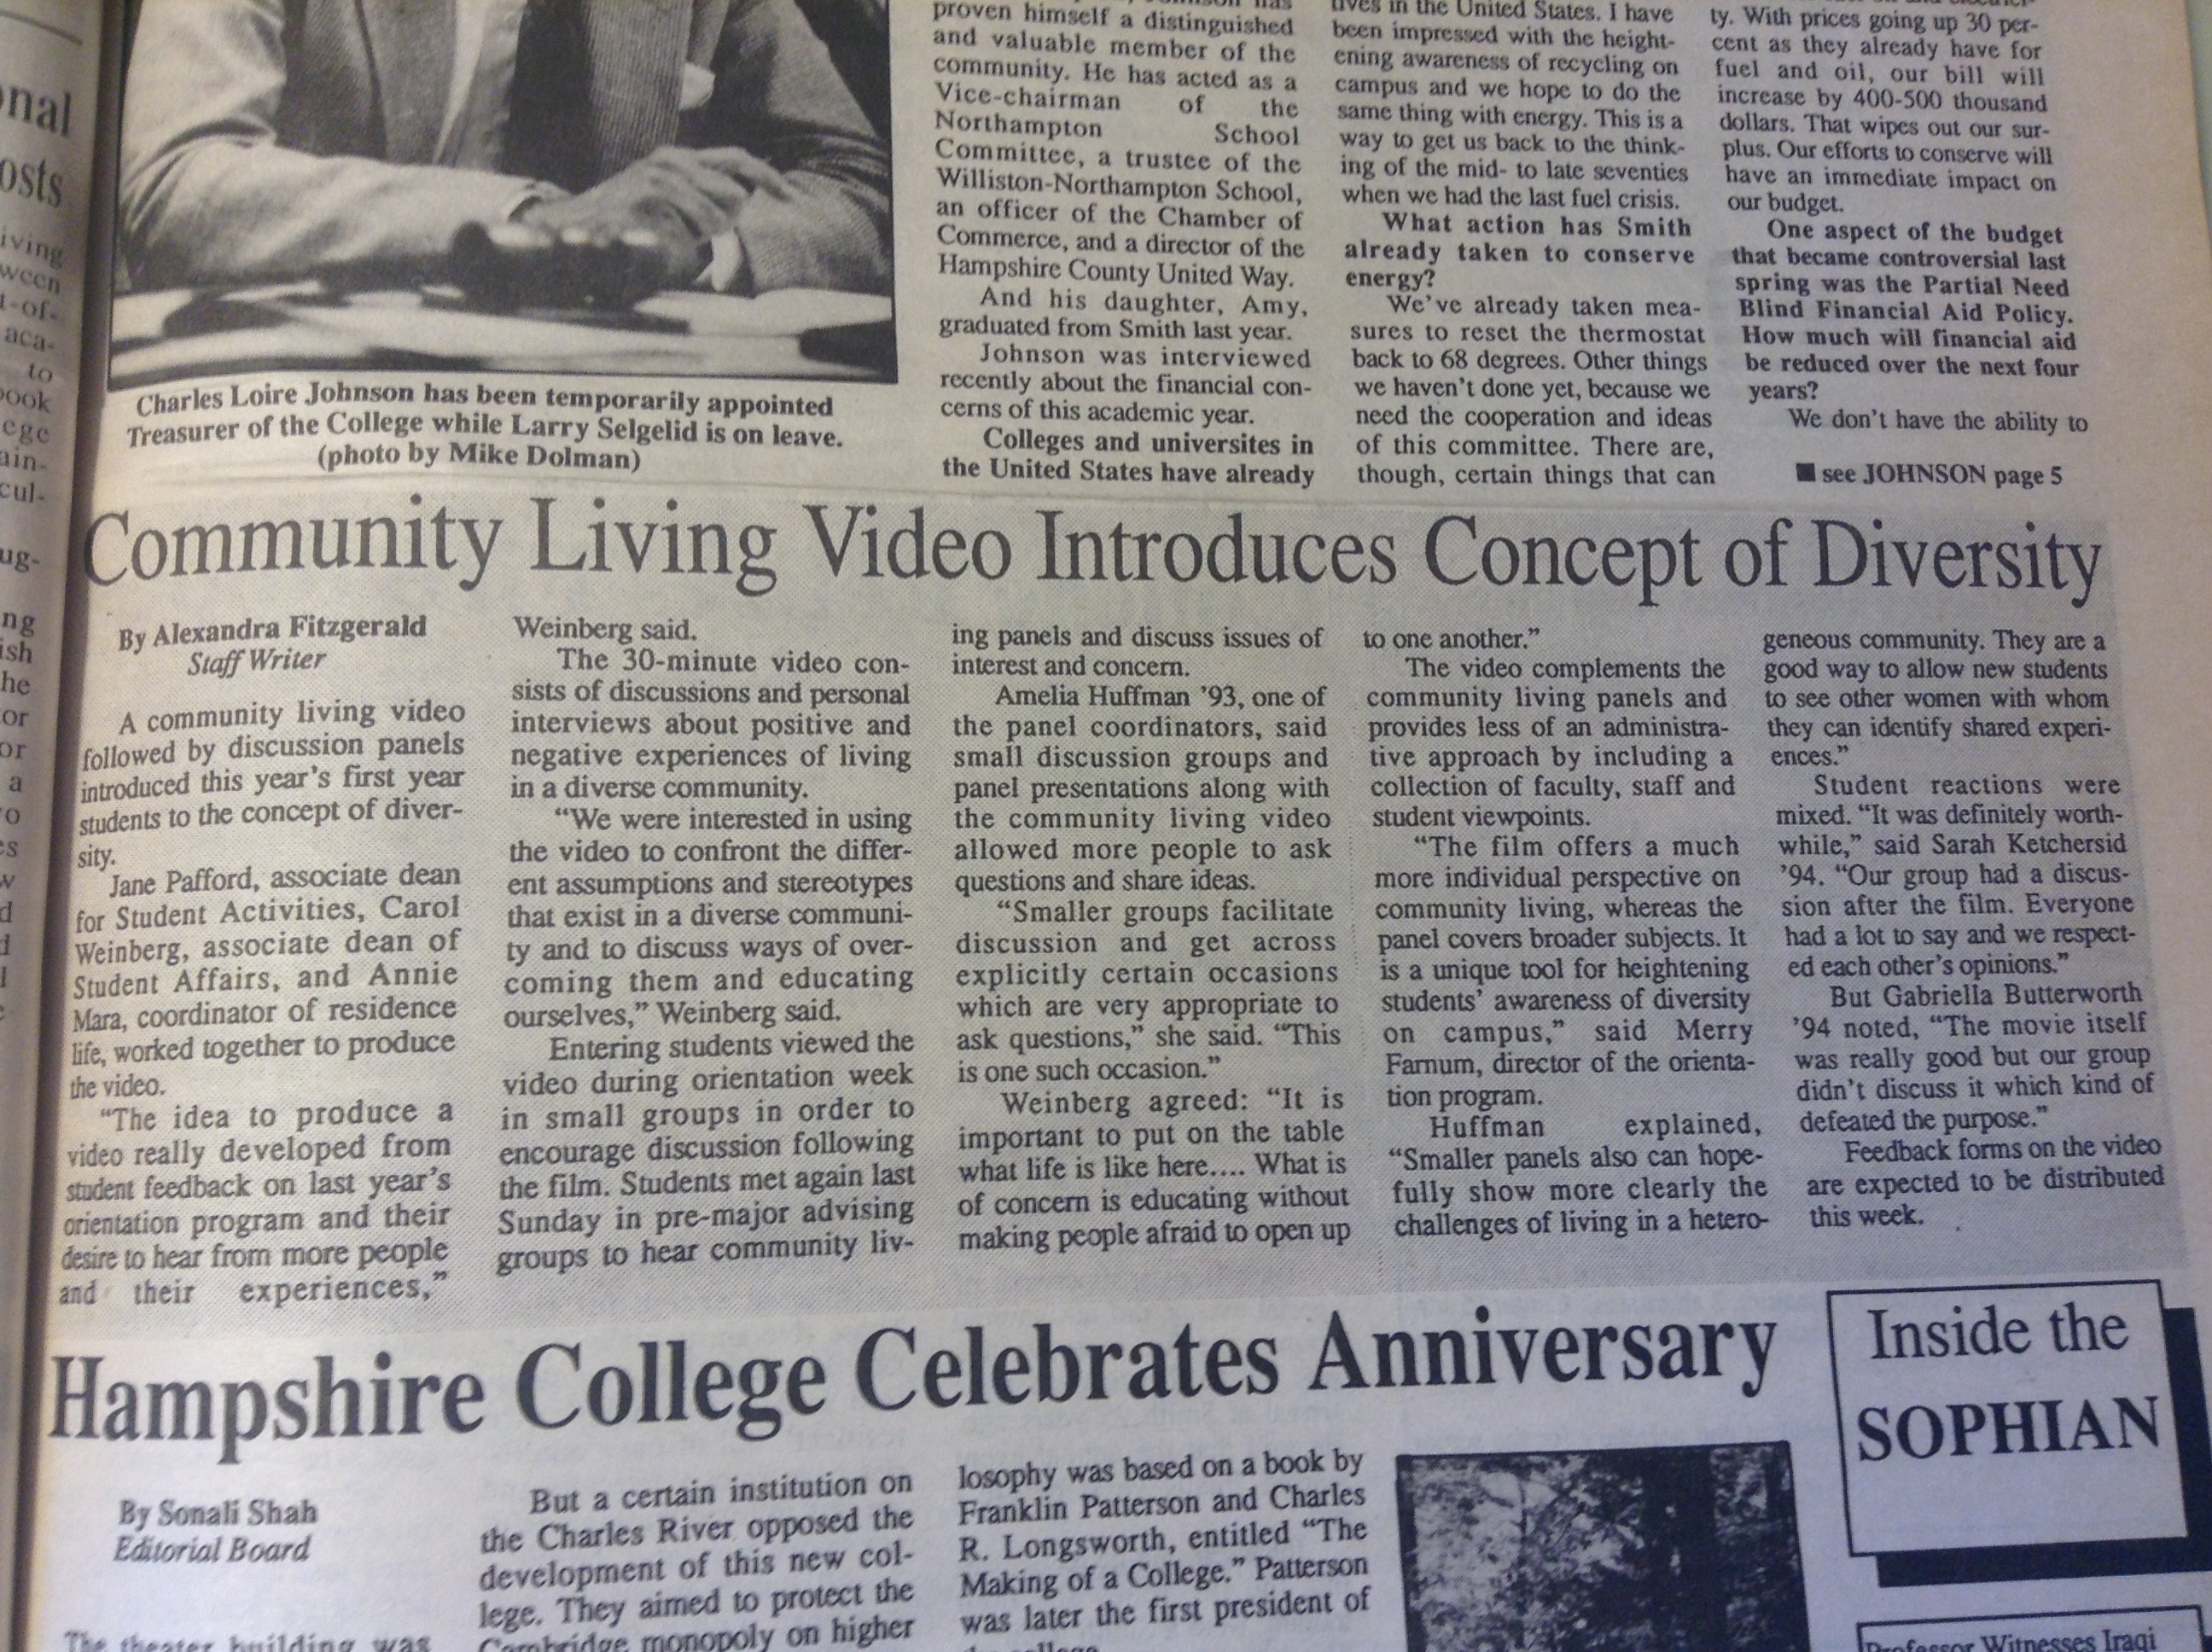 onal
osts
iving
ween
t-of-
aca-
to
book
ege
ain-
cul-
ug-
ng
ish
he
or
or
a
Charles Loire Johnson has been temporarily appointed
Treasurer of the College while Larry Selgelid is on leave.
(photo by Mike Dolman)
proven himself a distinguished
and valuable member of the
community. He has acted as a
Vice-chairman of the
Northampton School
Committee, a trustee of the
Williston-Northampton School,
an officer of the Chamber of
Commerce, and a director of the
Hampshire County United Way.
And his daughter, Amy,
graduated from Smith last year.
Johnson was interviewed
recently about the financial con-
cerns of this academic year.
Colleges and universites in
the United States have already
tives in the United States. I have
been impressed with the height-
ening awareness of recycling on
campus and we hope to do the
same thing with energy. This is a
way to get us back to the think-
ing of the mid- to late seventies
when we had the last fuel crisis.
What action has Smith
already taken to conserve
energy?
We've already taken mea-
sures to reset the thermostat
back to 68 degrees. Other things
we haven't done yet, because we
need the cooperation and ideas
of this committee. There are,
though, certain things that can
ty. With prices going up 30 per-
cent as they already have for
fuel and oil, our bill will
increase by 400-500 thousand
dollars. That wipes out our sur-
plus. Our efforts to conserve will
have an immediate impact on
our budget.
One aspect of the budget
that became controversial last
spring was the Partial Need
Blind Financial Aid Policy.
How much will financial aid
be reduced over the next four
years?
We don't have the ability to
■ see JOHNSON page 5
Community Living Video Introduces Concept of Diversity
By Alexandra Fitzgerald
Staff Writer
A community living video
followed by discussion panels
introduced this year's first year
students to the concept of diver-
sity.
Jane Pafford, associate dean
for Student Activities, Carol
Weinberg, associate dean of
Student Affairs, and Annie
Mara, coordinator of residence
life, worked together to produce
the video.
"The idea to produce a
video really developed from
student feedback on last year's
orientation program and their
desire to hear from more people
and their experiences,"
Weinberg said.
The 30-minute video con-
sists of discussions and personal
interviews about positive and
negative experiences of living
in a diverse community.
"We were interested in using
the video to confront the differ-
ent assumptions and stereotypes
that exist in a diverse communi-
ty and to discuss ways of over-
coming them and educating
ourselves," Weinberg said.
Entering students viewed the
video during orientation week
in small groups in order to
encourage discussion following
the film. Students met again last
Sunday in pre-major advising
groups to hear community liv-
ing panels and discuss issues of
interest and concern.
Amelia Huffman '93, one of
the panel coordinators, said
small discussion groups and
panel presentations along with
the community living video
allowed more people to ask
questions and share ideas.
"Smaller groups facilitate
discussion and get across
explicitly certain occasions
which are very appropriate to
ask questions," she said. "This
is one such occasion."
Weinberg agreed: "It is
important to put on the table
what life is like here.... What is
of concern is educating without
making people afraid to open up
to one another."
The video complements the
community living panels and
provides less of an administra-
tive approach by including a
collection of faculty, staff and
student viewpoints.
"The film offers a much
more individual perspective on
community living, whereas the
panel covers broader subjects. It
is a unique tool for heightening
students' awareness of diversity
on campus," said Merry
Farnum, director of the orienta-
tion program.
Huffman explained,
"Smaller panels also can hope-
fully show more clearly the
challenges of living in a hetero-
geneous community. They are a
good way to allow new students
to see other women with whom
they can identify shared experi-
ences."
Student reactions were
mixed. "It was definitely worth-
while," said Sarah Ketchersid
'94. "Our group had a discus-
sion after the film. Everyone
had a lot to say and we respect-
ed each other's opinions."
But Gabriella Butterworth
'94 noted, "The movie itself
was really good but our group
didn't discuss it which kind of
defeated the purpose."
Feedback forms on the video
are expected to be distributed
this week.
Hampshire College Celebrates Anniversary
By Sonali Shah
Editorial Board
The theater building was
But a certain institution on
the Charles River opposed the
development of this new col-
lege. They aimed to protect the
Cambridge monopoly on higher
losophy was based on a book by
Franklin Patterson and Charles
R. Longsworth, entitled "The
Making of a College." Patterson
was later the first president of
the college.
Inside the
SOPHIAN
Professor Witnesses Iraqi